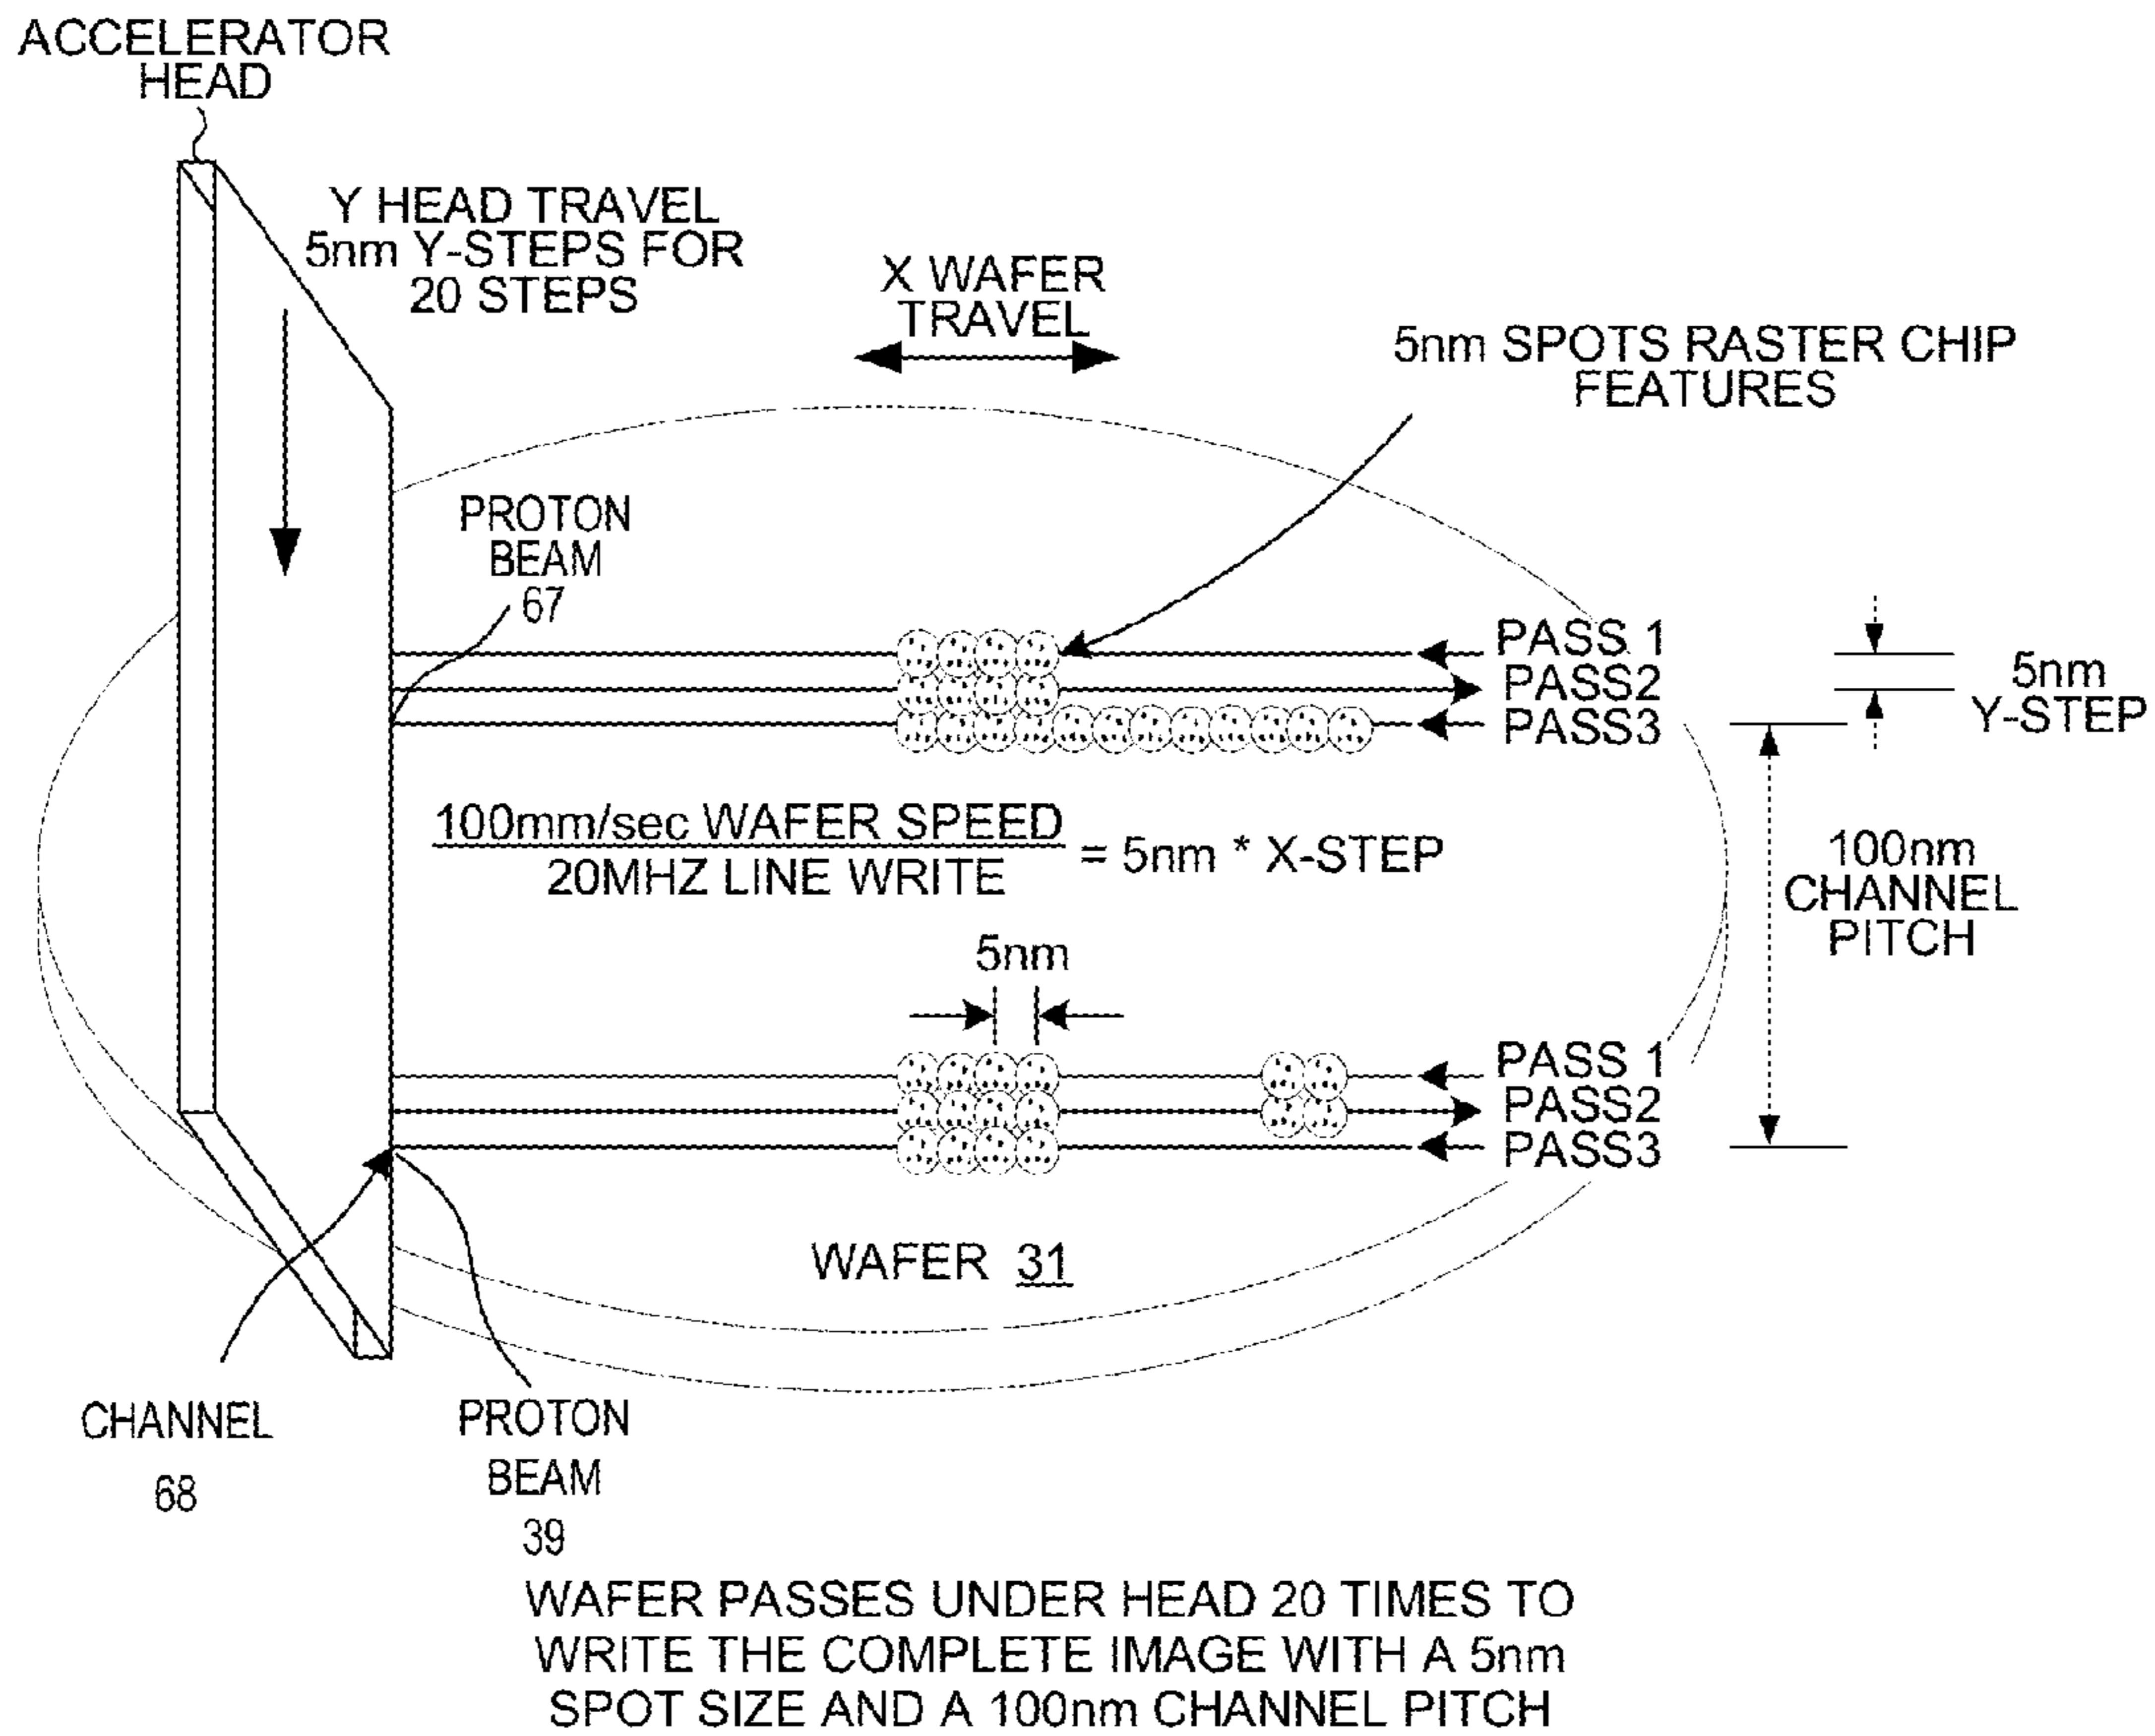 ACCELERATOR
HEAD
Y HEAD TRAVEL
5nm Y-STEPS FOR
20 STEPS
X WAFER
TRAVEL
5nm SPOTS RASTER CHIP
FEATURES
PROTON
BEAM
67
PASS 1
PASS2
PASS3
5nm
Y-STEP
100mm/sec WAFER SPEED
20MHZ LINE WRITE
= 5nm * X-STEP
100nm
CHANNEL
PITCH
5nm
PASS 1
PASS2
PASS3
WAFER 31
CHANNEL
68
PROTON
BEAM
39
WAFER PASSES UNDER HEAD 20 TIMES TO
WRITE THE COMPLETE IMAGE WITH A 5nm
SPOT SIZE AND A 100nm CHANNEL PITCH